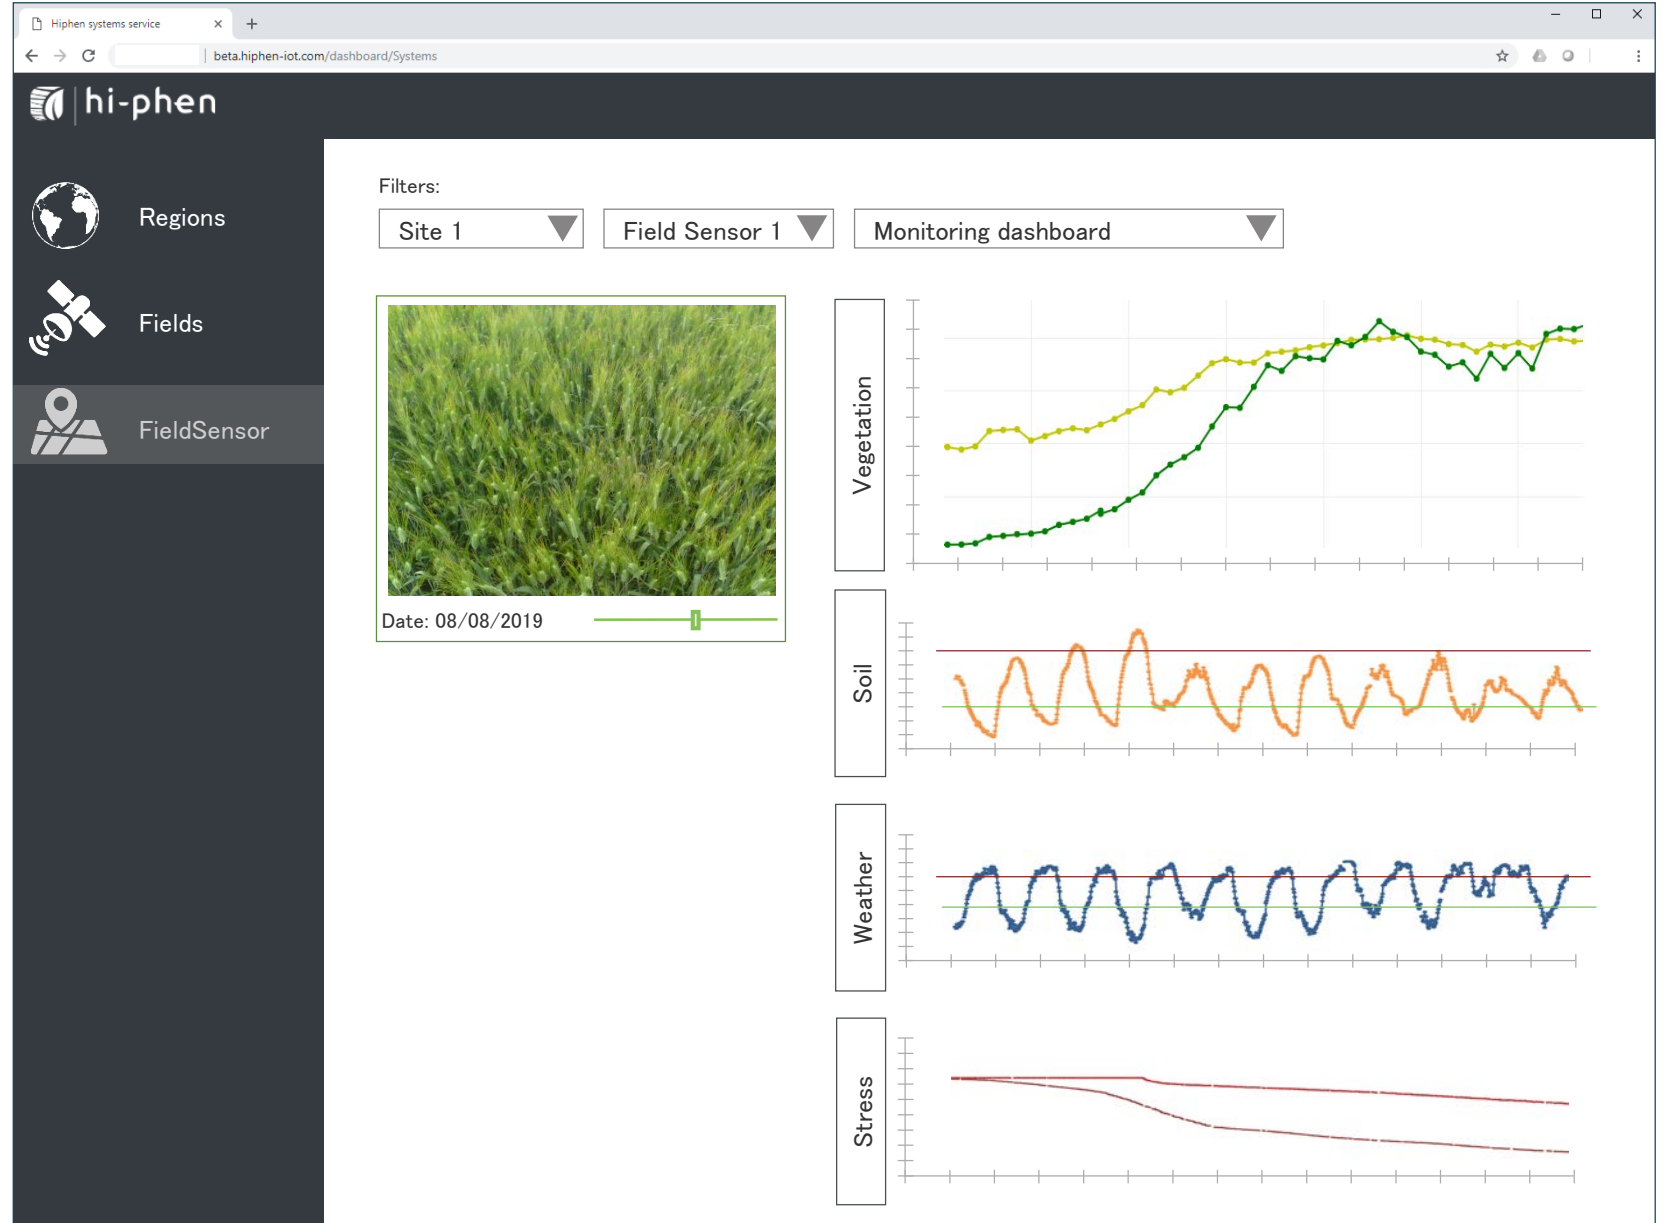 Hiphen systems service
beta.hiphen-iot.com/dashboard/Systems
hi-phen
Regions
Fields
FieldSensor
Filters:
Site 1
Field Sensor 1
Monitoring dashboard
Date: 08/08/2019
Vegetation
Soil
Weather
Stress